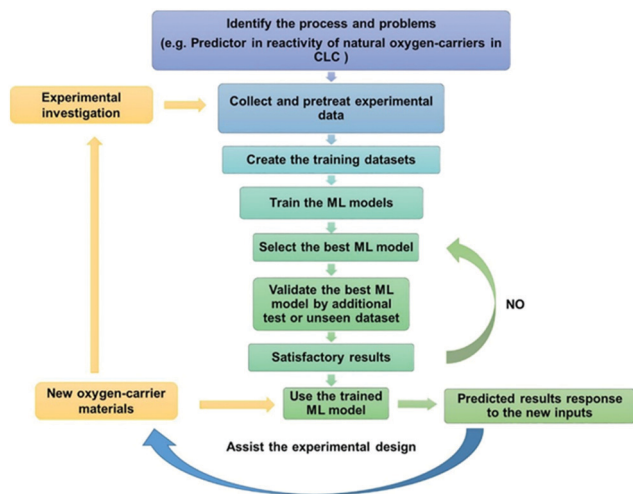 Identify the process and problems
(e.g. Predictor in reactivity of natural oxygen-carriers in
CLC )
Experimental
investigation
Collect and pretreat experimental
data
Create the training datasets
Train the ML models
Select the best ML model
Validate the best ML
model by additional
test or unseen dataset
NO
Satisfactory results
New oxygen-carrier
materials
Use the trained
ML model
Predicted results response
to the new inputs
Assist the experimental design